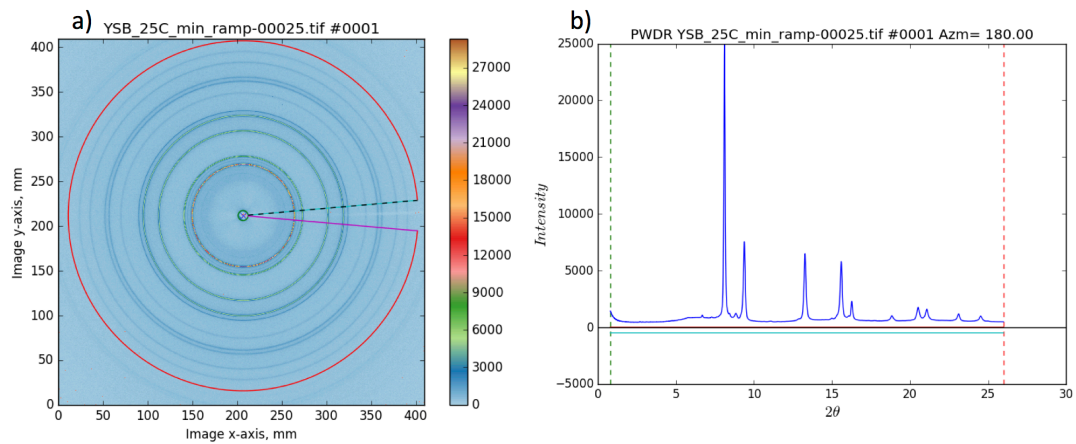 a)
YSB_25C_min_ramp-00025.tif #0001
400
350
300
250
200
150
100
50
0
Image y-axis, mm
0 50 100 150 200 250 300 350 400
Image x-axis, mm
27000
24000
21000
18000
15000
12000
9000
6000
3000
0
b)
PWDR YSB_25C_min_ramp-00025.tif #0001 Azm= 180.00
25000
20000
15000
10000
5000
0
−5000
Intensity
0 5 10 15 20 25 30
2θ